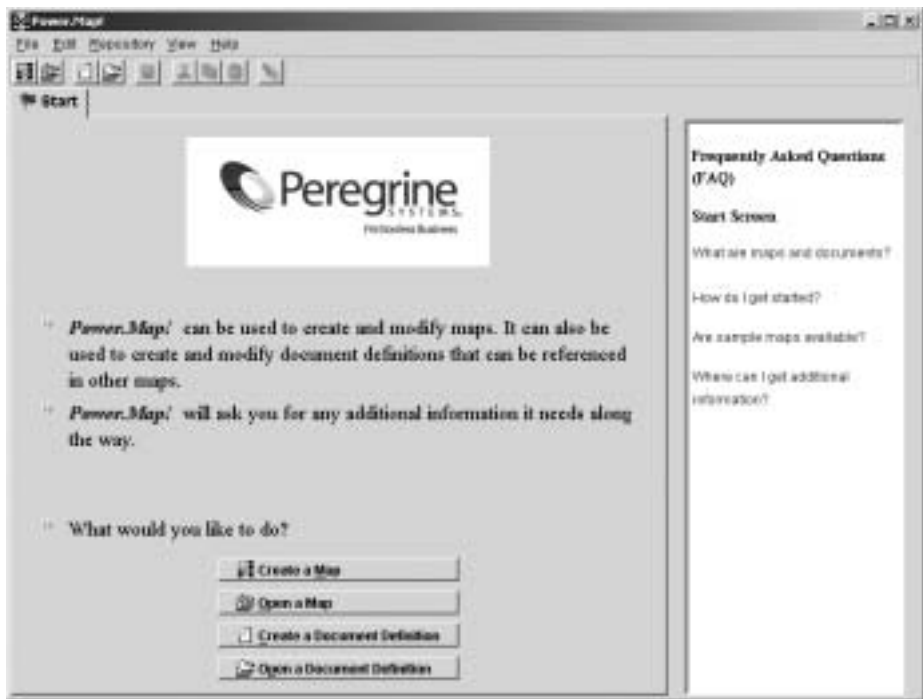 Power.Map!
File Edit Repository View Help
Start
Peregrine
SYSTEMS
Frictionless Business
Power.Map! can be used to create and modify maps. It can also be
used to create and modify document definitions that can be referenced
in other maps.
Power.Map! will ask you for any additional information it needs along
the way.
What would you like to do?
Create a Map
Open a Map
Create a Document Definition
Open a Document Definition
Frequently Asked Questions
(FAQ)
Start Screen
What are maps and documents?
How do I get started?
Are sample maps available?
Where can I get additional
information?